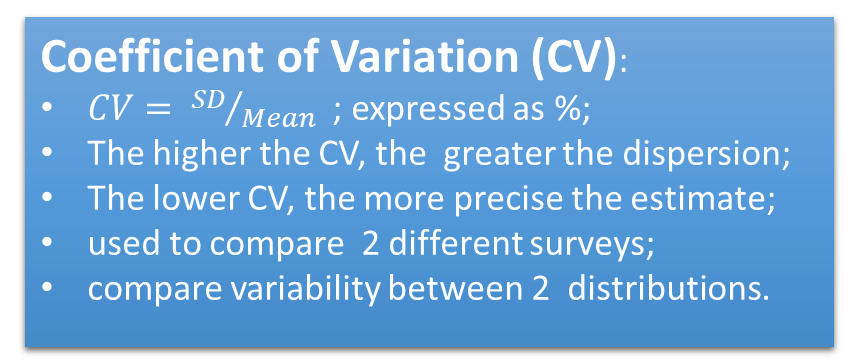 Coefficient of Variation (CV):
• CV = SD/Mean ; expressed as %;
• The higher the CV, the greater the dispersion;
• The lower CV, the more precise the estimate;
• used to compare 2 different surveys;
• compare variability between 2 distributions.